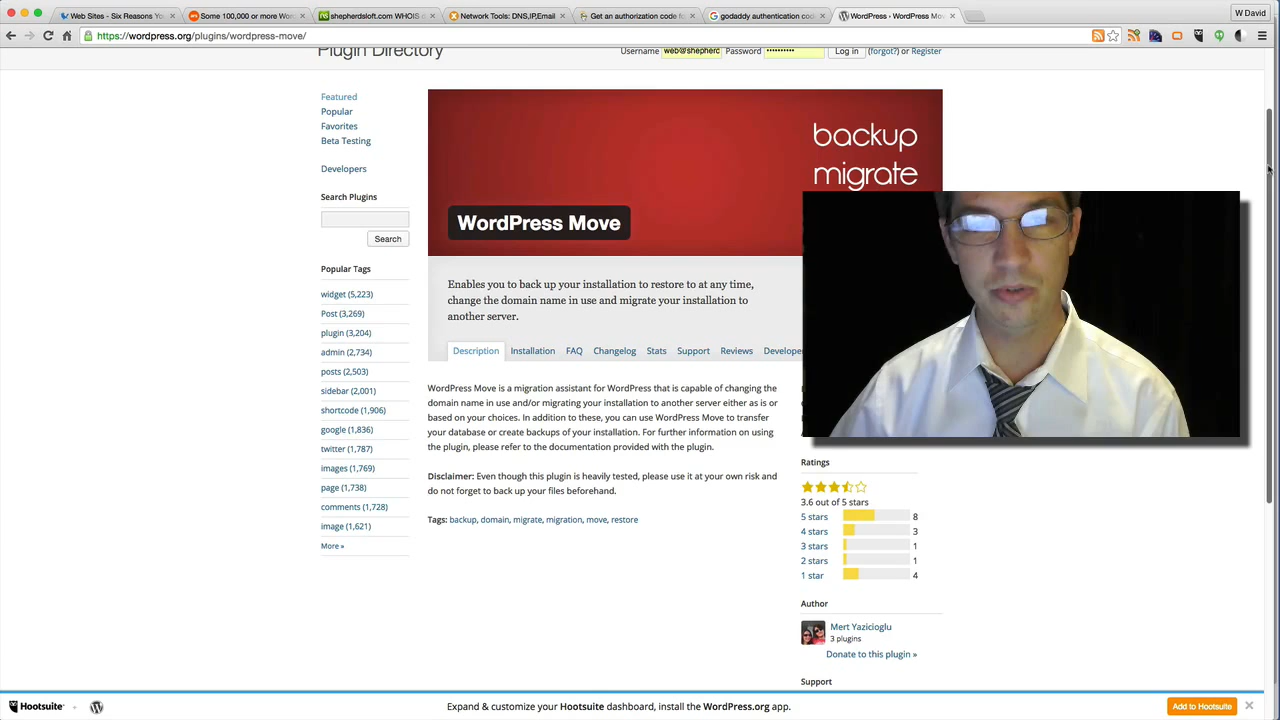 Web Sites - Six Reasons Yo
Some 100,000 or more Wor
shepherdsloft.com WHOIS
Network Tools: DNS,IP,Email
Get an authorization code fo
godaddy authentication cod
WordPress › WordPress Mov
W David
https://wordpress.org/plugins/wordpress-move/
Plugin Directory
Username web@shepherc Password •••••••••• Log in (forgot?) or Register
Featured
Popular
Favorites
Beta Testing
Developers
Search Plugins
Search
Popular Tags
widget (5,223)
Post (3,269)
plugin (3,204)
admin (2,734)
posts (2,503)
sidebar (2,001)
shortcode (1,906)
google (1,836)
twitter (1,787)
images (1,769)
page (1,738)
comments (1,728)
image (1,621)
More »
backup
migrate
WordPress Move
Enables you to back up your installation to restore to at any time,
change the domain name in use and migrate your installation to
another server.
Description Installation FAQ Changelog Stats Support Reviews Develope
WordPress Move is a migration assistant for WordPress that is capable of changing the
domain name in use and/or migrating your installation to another server either as is or
based on your choices. In addition to these, you can use WordPress Move to transfer
your database or create backups of your installation. For further information on using
the plugin, please refer to the documentation provided with the plugin.
Disclaimer: Even though this plugin is heavily tested, please use it at your own risk and
do not forget to back up your files beforehand.
Tags: backup, domain, migrate, migration, move, restore
Ratings
3.6 out of 5 stars
5 stars 8
4 stars 3
3 stars 1
2 stars 1
1 star 4
Author
Mert Yazicioglu
3 plugins
Donate to this plugin »
Support
Hootsuite
Expand & customize your Hootsuite dashboard, install the WordPress.org app.
Add to Hootsuite